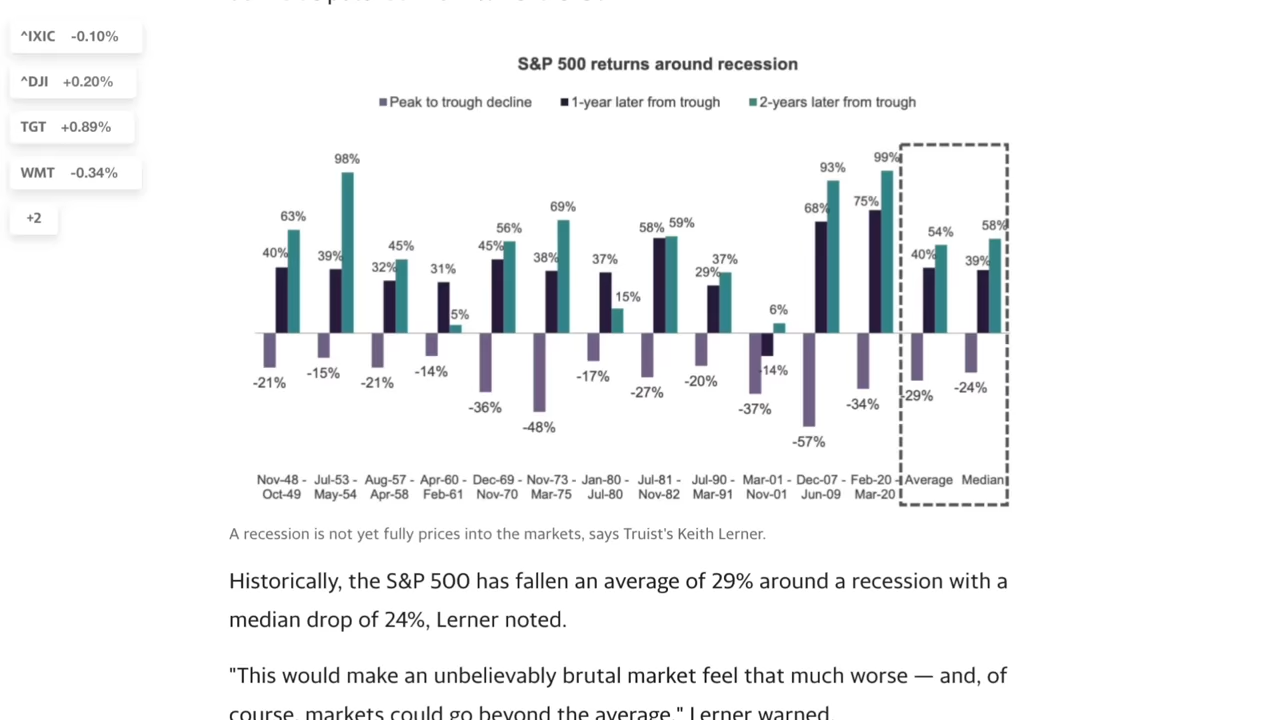 ^IXIC -0.10%
^DJI +0.20%
TGT +0.89%
WMT -0.34%
+2
S&P 500 returns around recession
Peak to trough decline 1-year later from trough 2-years later from trough
-21% 40% 63%
-15% 39% 98%
-21% 32% 45%
-14% 31% 5%
-36% 45% 56%
-48% 38% 69%
-17% 37% 15%
-27% 58% 59%
-20% 29% 37%
-37% -14% 6%
-57% 68% 93%
-34% 75% 99%
-29% 40% 54%
-24% 39% 58%
Nov-48 - Jul-53 - Aug-57 - Apr-60 - Dec-69 - Nov-73 - Jan-80 - Jul-81 - Jul-90 - Mar-01 - Dec-07 - Feb-20 - Average Median
Oct-49 May-54 Apr-58 Feb-61 Nov-70 Mar-75 Jul-80 Nov-82 Mar-91 Nov-01 Jun-09 Mar-20
A recession is not yet fully prices into the markets, says Truist's Keith Lerner.
Historically, the S&P 500 has fallen an average of 29% around a recession with a
median drop of 24%, Lerner noted.
"This would make an unbelievably brutal market feel that much worse — and, of
course, markets could go beyond the average," Lerner warned.